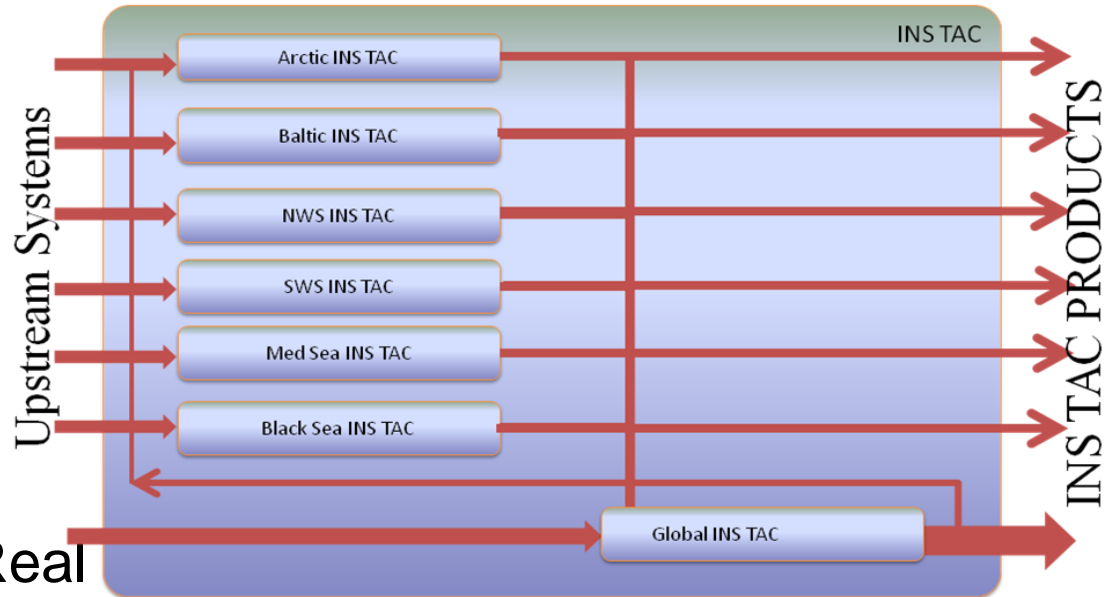 INS TAC
Arctic INS TAC
Baltic INS TAC
NWS INS TAC
SWS INS TAC
Med Sea INS TAC
Black Sea INS TAC
Global INS TAC
Upstream Systems
INS TAC PRODUCTS
Real